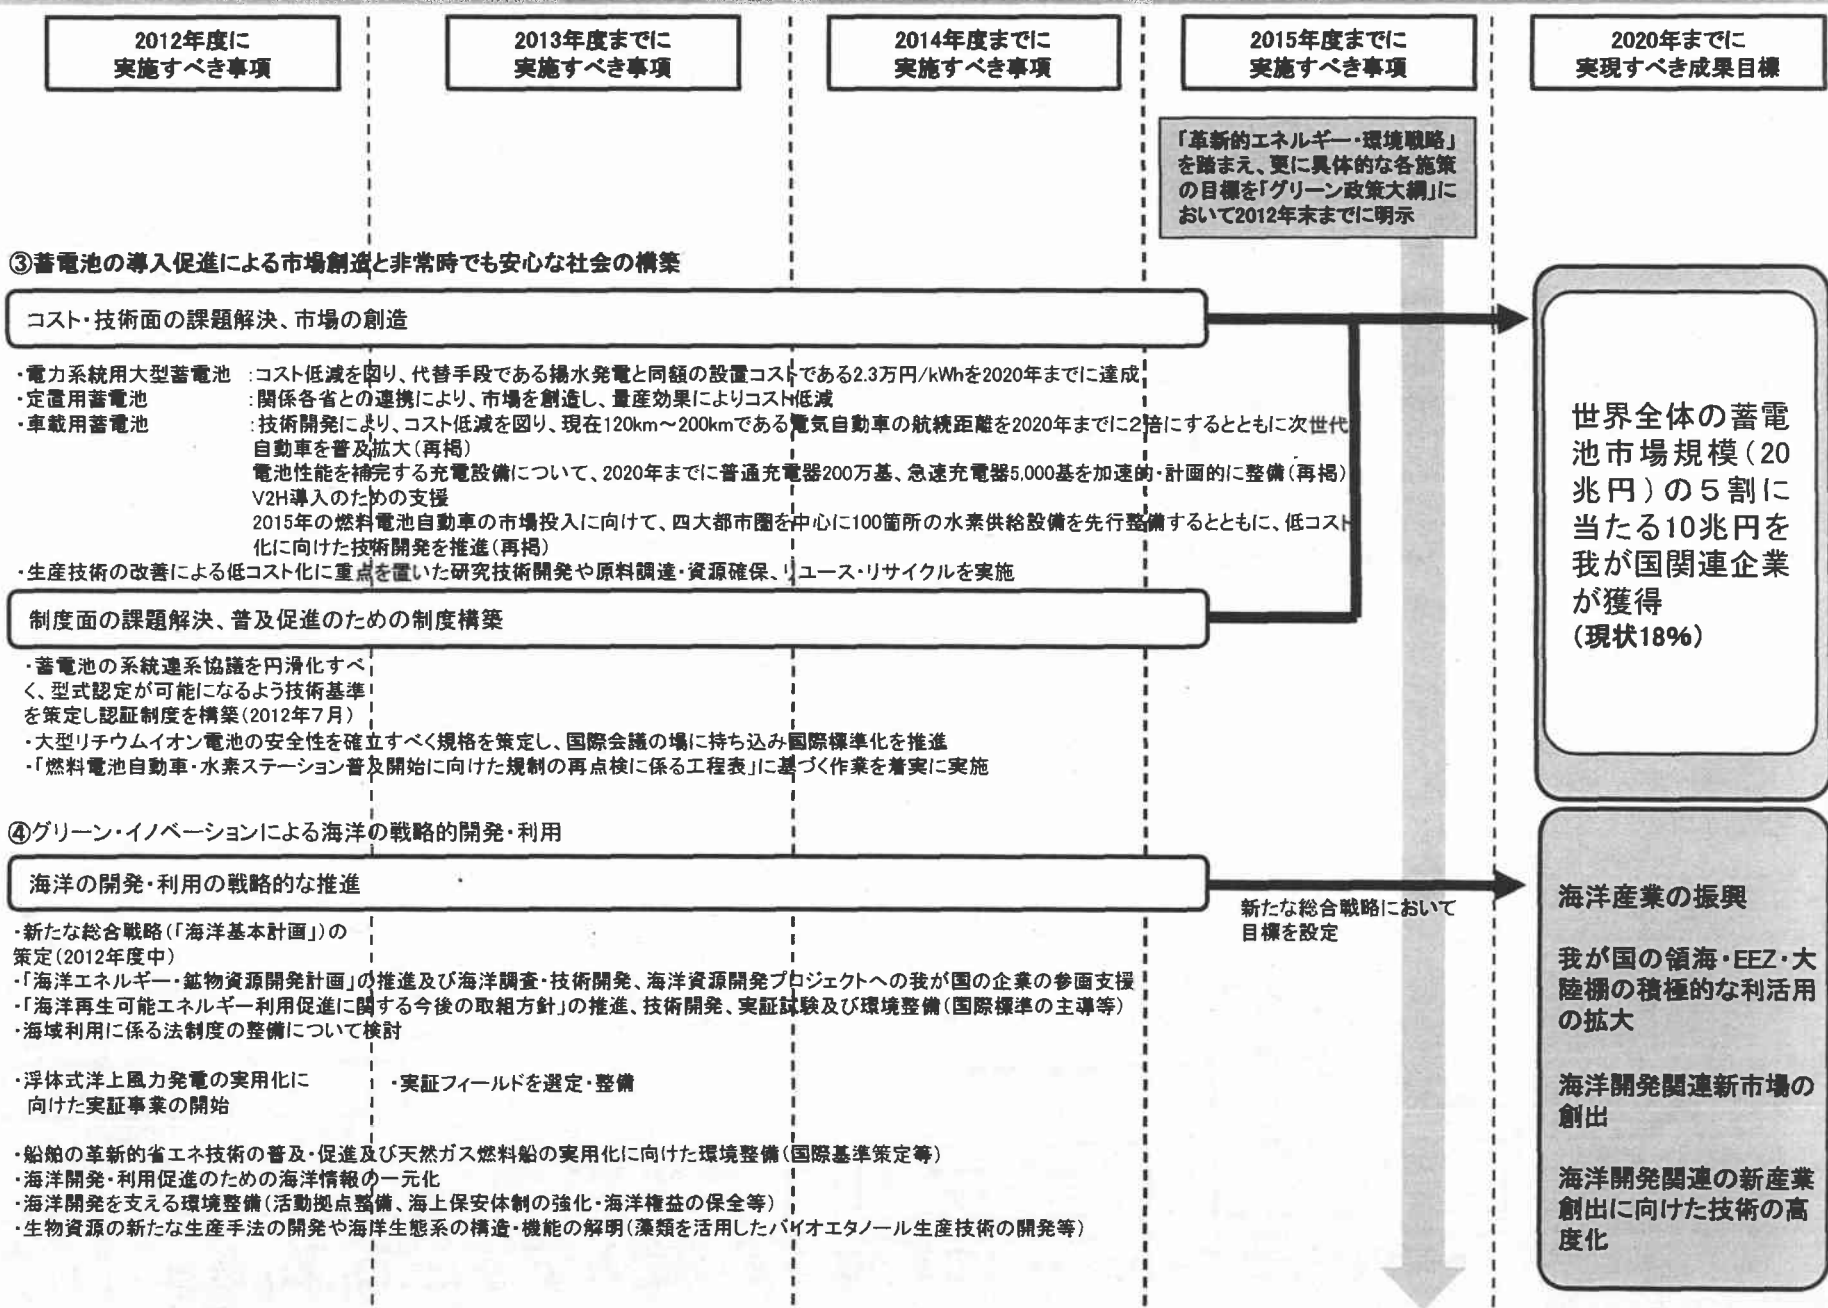 2012年度に
実施すべき事項
2013年度までに
実施すべき事項
2014年度までに
実施すべき事項
2015年度までに
実施すべき事項
2020年までに
実現すべき成果目標
「革新的エネルギー・環境戦略」
を踏まえ、更に具体的な各施策
の目標を「グリーン政策大綱」に
おいて2012年末までに明示
③蓄電池の導入促進による市場創造と非常時でも安心な社会の構築
コスト・技術面の課題解決、市場の創造
・電力系統用大型蓄電池 :コスト低減を図り、代替手段である揚水発電と同額の設置コストである2.3万円/kWhを2020年までに達成
・定置用蓄電池 :関係各省との連携により、市場を創造し、量産効果によりコスト低減
・車載用蓄電池 :技術開発により、コスト低減を図り、現在120km～200kmである電気自動車の航続距離を2020年までに2倍にするとともに次世代
自動車を普及拡大(再掲)
電池性能を補完する充電設備について、2020年までに普通充電器200万基、急速充電器5,000基を加速的・計画的に整備(再掲)
V2H導入のための支援
2015年の燃料電池自動車の市場投入に向けて、四大都市圏を中心に100箇所の水素供給設備を先行整備するとともに、低コスト
化に向けた技術開発を推進(再掲)
・生産技術の改善による低コスト化に重点を置いた研究技術開発や原料調達・資源確保、リユース・リサイクルを実施
制度面の課題解決、普及促進のための制度構築
・蓄電池の系統連系協議を円滑化すべ
く、型式認定が可能になるよう技術基準
を策定し認証制度を構築(2012年7月)
・大型リチウムイオン電池の安全性を確立すべく規格を策定し、国際会議の場に持ち込み国際標準化を推進
・「燃料電池自動車・水素ステーション普及開始に向けた規制の再点検に係る工程表」に基づく作業を着実に実施
世界全体の蓄電
池市場規模(20
兆円)の5割に
当たる10兆円を
我が国関連企業
が獲得
(現状18%)
④グリーン・イノベーションによる海洋の戦略的開発・利用
海洋の開発・利用の戦略的な推進
新たな総合戦略において
目標を設定
・新たな総合戦略(「海洋基本計画」)の
策定(2012年度中)
・「海洋エネルギー・鉱物資源開発計画」の推進及び海洋調査・技術開発、海洋資源開発プロジェクトへの我が国の企業の参画支援
・「海洋再生可能エネルギー利用促進に関する今後の取組方針」の推進、技術開発、実証試験及び環境整備(国際標準の主導等)
・海域利用に係る法制度の整備について検討
・浮体式洋上風力発電の実用化に
向けた実証事業の開始
・実証フィールドを選定・整備
・船舶の革新的省エネ技術の普及・促進及び天然ガス燃料船の実用化に向けた環境整備(国際基準策定等)
・海洋開発・利用促進のための海洋情報の一元化
・海洋開発を支える環境整備(活動拠点整備、海上保安体制の強化・海洋権益の保全等)
・生物資源の新たな生産手法の開発や海洋生態系の構造・機能の解明(藻類を活用したバイオエタノール生産技術の開発等)
海洋産業の振興
我が国の領海・EEZ・大
陸棚の積極的な利活用
の拡大
海洋開発関連新市場の
創出
海洋開発関連の新産業
創出に向けた技術の高
度化